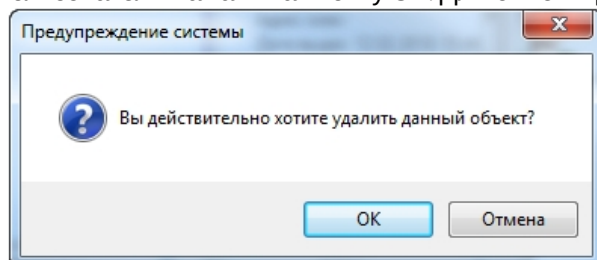 Предупреждение системы
Вы действительно хотите удалить данный объект?
OK
Отмена